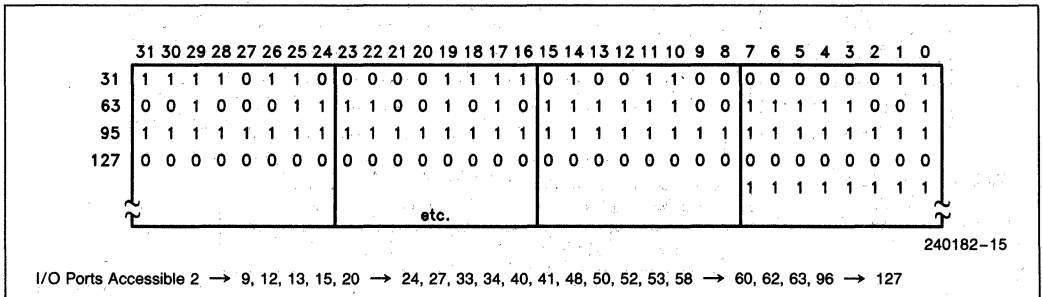 31 30 29 28 27 26 25 24 23 22 21 20 19 18 17 16 15 14 13 12 11 10 9 8 7 6 5 4 3 2 1 0
31 1 1 1 1 0 1 1 0 0 0 0 0 1 1 1 1 0 1 0 0 1 1 0 0 0 0 0 0 0 0 1 1
63 0 0 1 0 0 0 1 1 1 1 0 0 1 0 1 0 1 1 1 1 1 1 0 0 1 1 1 1 1 0 0 1
95 1 1 1 1 1 1 1 1 1 1 1 1 1 1 1 1 1 1 1 1 1 1 1 1 1 1 1 1 1 1 1 1
127 0 0 0 0 0 0 0 0 0 0 0 0 0 0 0 0 0 0 0 0 0 0 0 0 0 0 0 0 0 0 0 0
1 1 1 1 1 1 1 1
etc.
240182–15
I/O Ports Accessible 2 → 9, 12, 13, 15, 20 → 24, 27, 33, 34, 40, 41, 48, 50, 52, 53, 58 → 60, 62, 63, 96 → 127